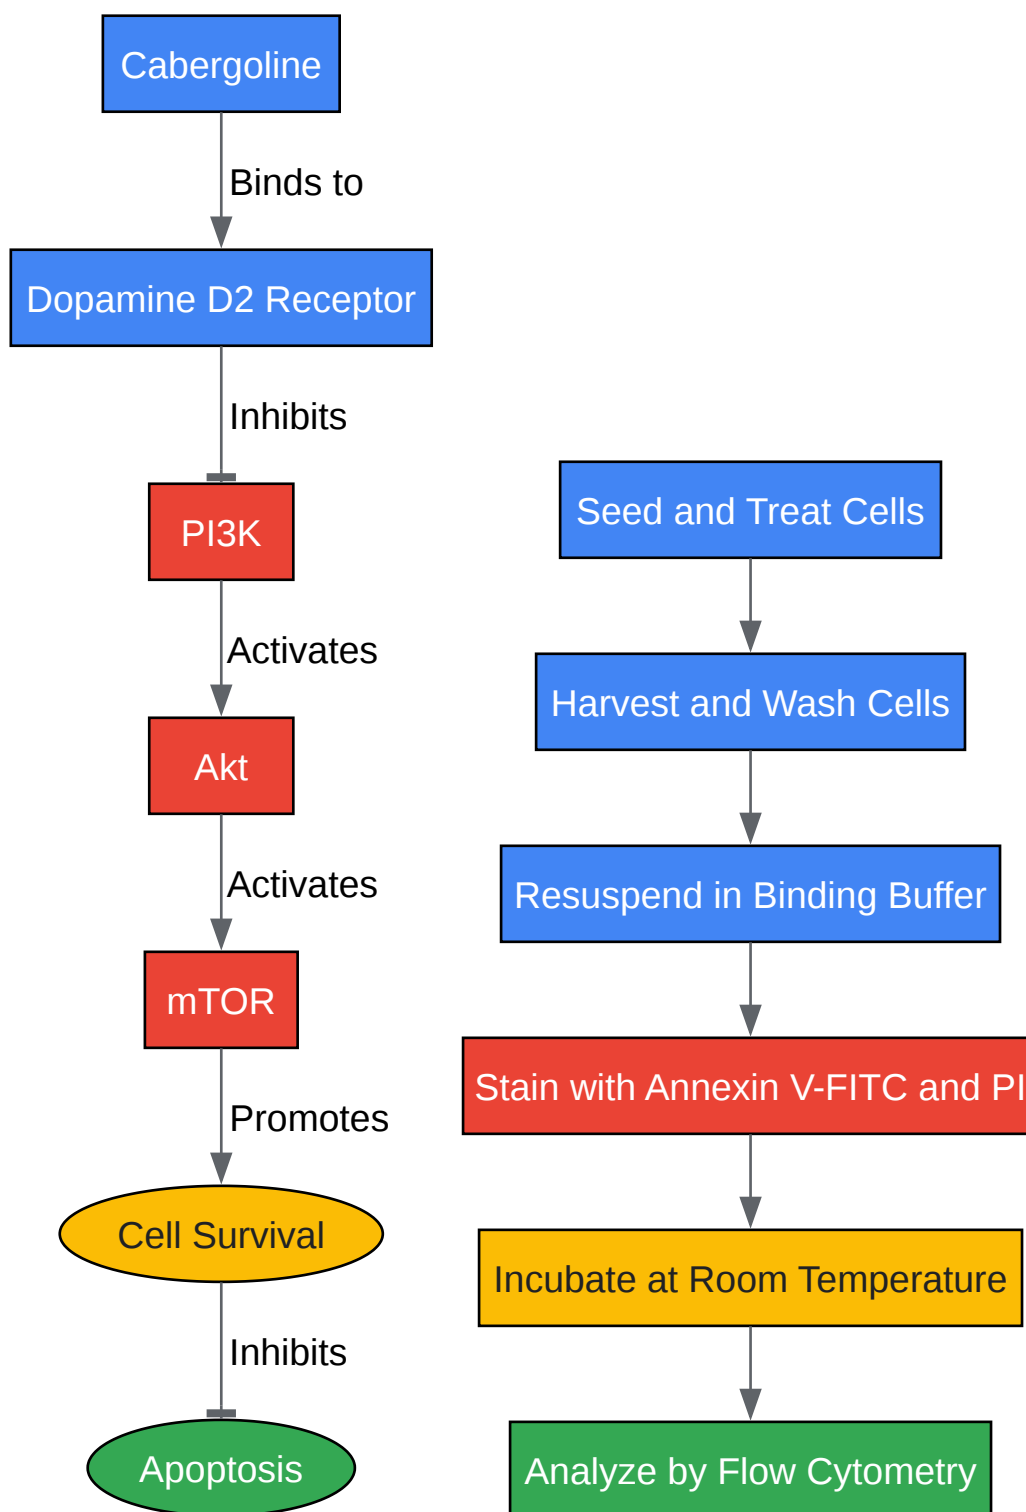 Cabergoline
Binds to
Dopamine D2 Receptor
Inhibits
PI3K
Activates
Akt
Activates
mTOR
Promotes
Cell Survival
Inhibits
Apoptosis
Seed and Treat Cells
Harvest and Wash Cells
Resuspend in Binding Buffer
Stain with Annexin V-FITC and PI
Incubate at Room Temperature
Analyze by Flow Cytometry